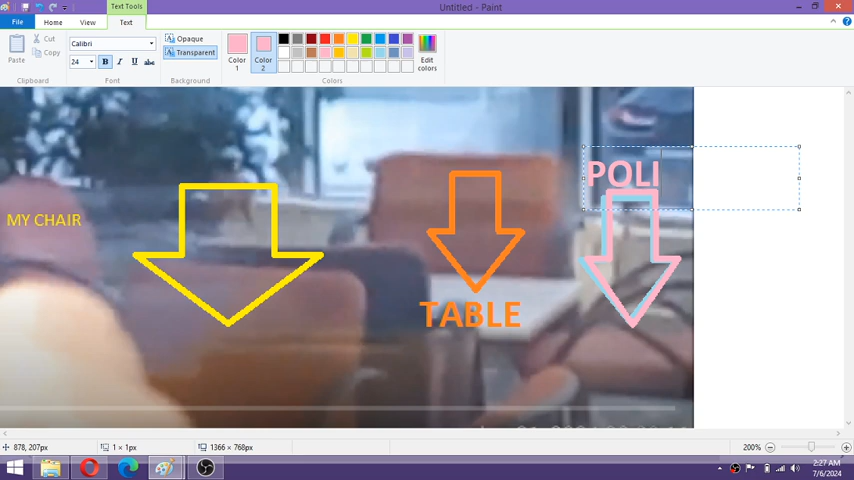 Untitled - Paint
Text Tools
File
Home
View
Text
Paste
Cut
Copy
Clipboard
Calibri
24
B
I
U
abc
Font
Opaque
Transparent
Background
Color
1
Color
2
Edit
colors
Colors
POLI
MY CHAIR
TABLE
878, 207px
1 × 1px
1366 × 768px
200%
2:27 AM
7/6/2024